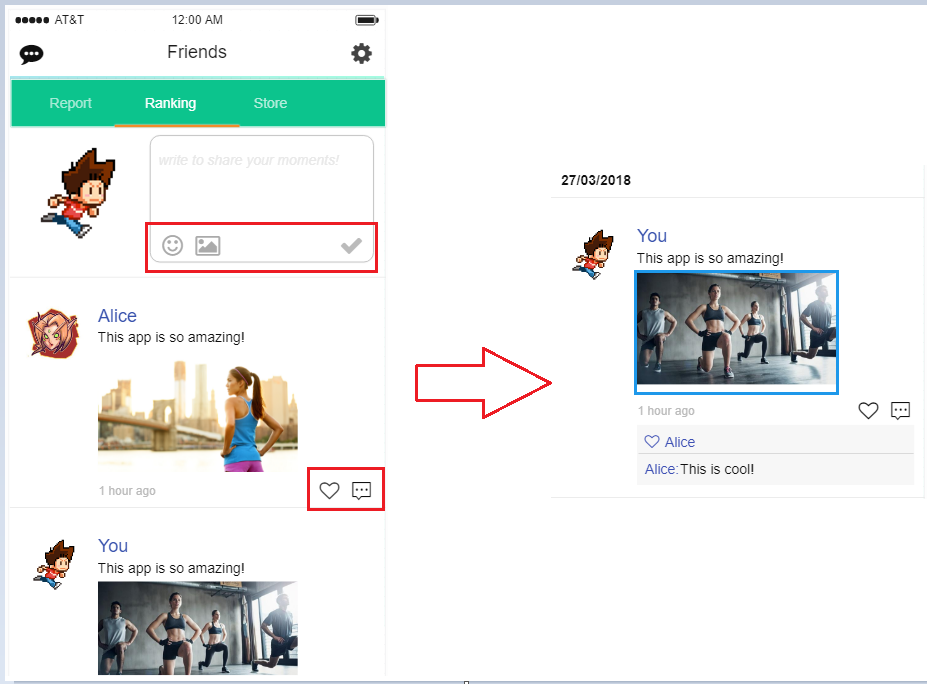 AT&T 12:00 AM
Friends
Report Ranking Store
write to share your moments!
Alice
This app is so amazing!
1 hour ago
You
This app is so amazing!
27/03/2018
You
This app is so amazing!
1 hour ago
Alice
Alice:This is cool!